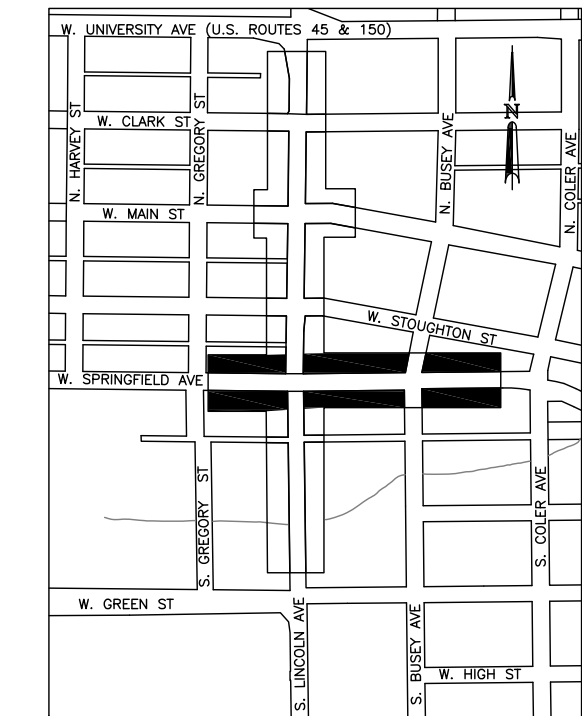 W. UNIVERSITY AVE (U.S. ROUTES 45 & 150)
N. HARVEY ST
W. CLARK ST
N. GREGORY ST
N. BUSEY AVE
N
N. COLER AVE
W. MAIN ST
W. STOUGHTON ST
W. SPRINGFIELD AVE
S. GREGORY ST
S. COLER AVE
W. GREEN ST
S. LINCOLN AVE
S. BUSEY AVE
W. HIGH ST